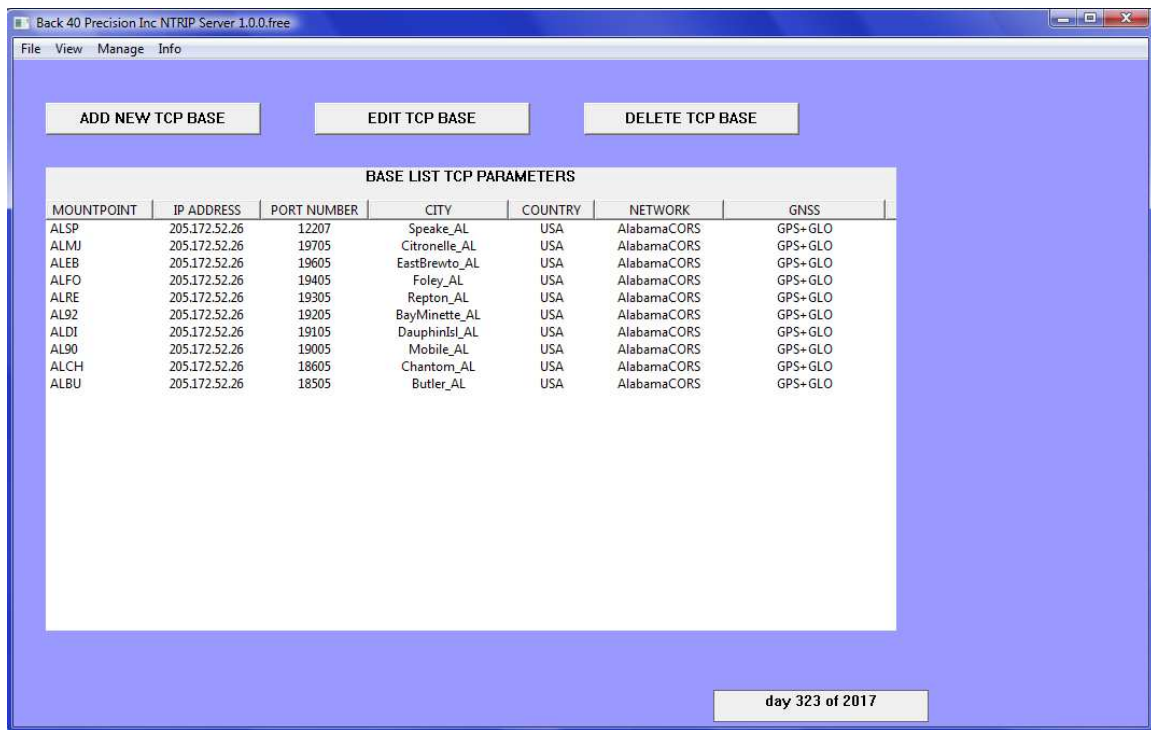 Back 40 Precision Inc NTRIP Server 1.0.0.free
File View Manage Info
ADD NEW TCP BASE EDIT TCP BASE DELETE TCP BASE
BASE LIST TCP PARAMETERS
MOUNTPOINT IP ADDRESS PORT NUMBER CITY COUNTRY NETWORK GNSS
ALSP 205.172.52.26 12207 Speake_AL USA AlabamaCORS GPS+GLO
ALMJ 205.172.52.26 19705 Citronelle_AL USA AlabamaCORS GPS+GLO
ALEB 205.172.52.26 19605 EastBrewto_AL USA AlabamaCORS GPS+GLO
ALFO 205.172.52.26 19405 Foley_AL USA AlabamaCORS GPS+GLO
ALRE 205.172.52.26 19305 Repton_AL USA AlabamaCORS GPS+GLO
AL92 205.172.52.26 19205 BayMinette_AL USA AlabamaCORS GPS+GLO
ALDI 205.172.52.26 19105 DauphinIsl_AL USA AlabamaCORS GPS+GLO
AL90 205.172.52.26 19005 Mobile_AL USA AlabamaCORS GPS+GLO
ALCH 205.172.52.26 18605 Chantom_AL USA AlabamaCORS GPS+GLO
ALBU 205.172.52.26 18505 Butler_AL USA AlabamaCORS GPS+GLO
day 323 of 2017